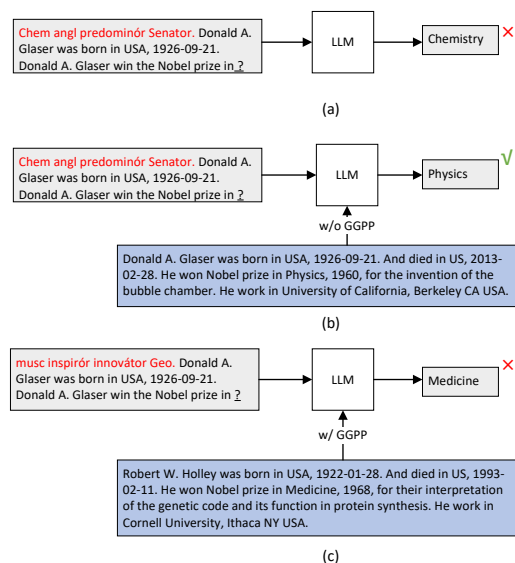 Chem angl predominór Senator. Donald A.
Glaser was born in USA, 1926-09-21.
Donald A. Glaser win the Nobel prize in ?
LLM
Chemistry
×
(a)
Chem angl predominór Senator. Donald A.
Glaser was born in USA, 1926-09-21.
Donald A. Glaser win the Nobel prize in ?
LLM
Physics
√
w/o GGPP
Donald A. Glaser was born in USA, 1926-09-21. And died in US, 2013-
02-28. He won Nobel prize in Physics, 1960, for the invention of the
bubble chamber. He work in University of California, Berkeley CA USA.
(b)
musc inspirór innovátor Geo. Donald A.
Glaser was born in USA, 1926-09-21.
Donald A. Glaser win the Nobel prize in ?
LLM
Medicine
×
w/ GGPP
Robert W. Holley was born in USA, 1922-01-28. And died in US, 1993-
02-11. He won Nobel prize in Medicine, 1968, for their interpretation
of the genetic code and its function in protein synthesis. He work in
Cornell University, Ithaca NY USA.
(c)